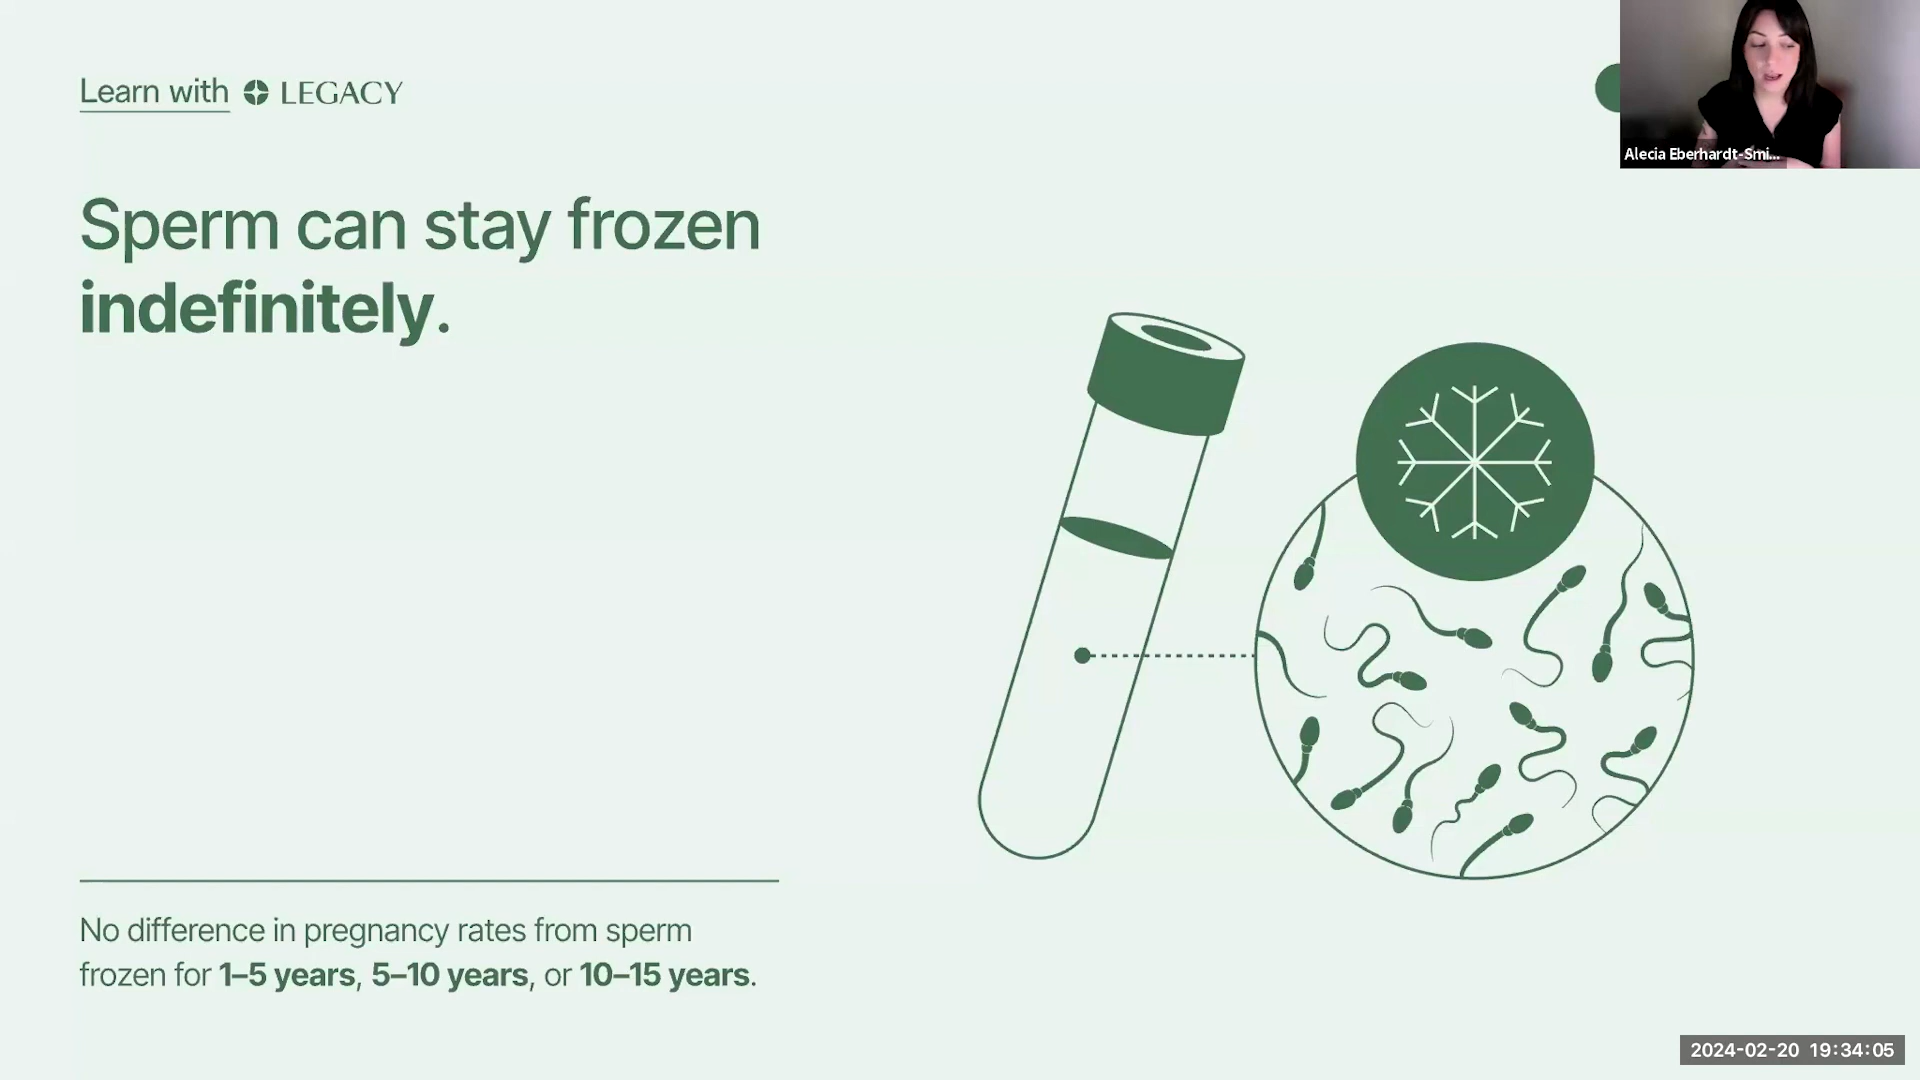 Learn with LEGACY
Alecia Eberhardt-Smi...
Sperm can stay frozen
indefinitely.
No difference in pregnancy rates from sperm
frozen for 1–5 years, 5–10 years, or 10–15 years.
2024-02-20 19:34:05